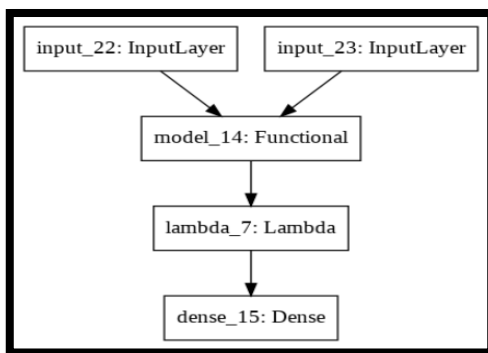 input_22: InputLayer
input_23: InputLayer
model_14: Functional
lambda_7: Lambda
dense_15: Dense